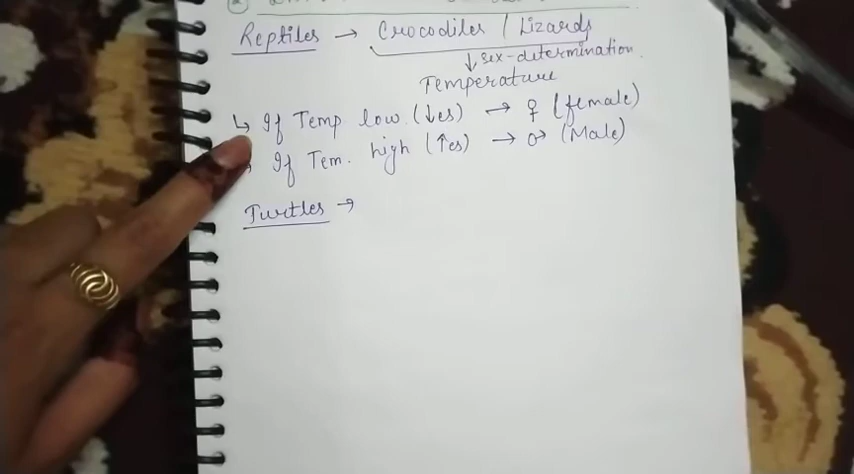 Reptiles → Crocodiles / Lizards
↓ sex-determination
Temperature
↳ If Temp low (↓es) → ♀ (female)
If Tem. high (↑es) → ♂ (Male)
Turtles →